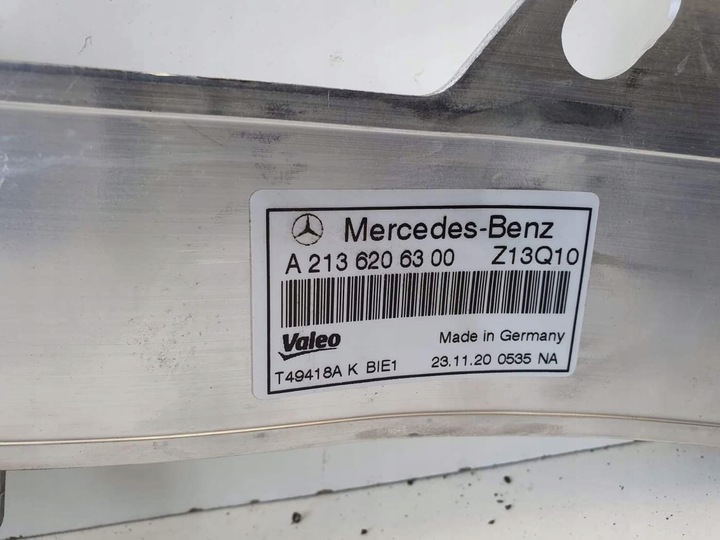 Mercedes-Benz
A 213 620 63 00 Z13Q10
Valeo Made in Germany
T49418A K BIE1 23.11.20 0535 NA